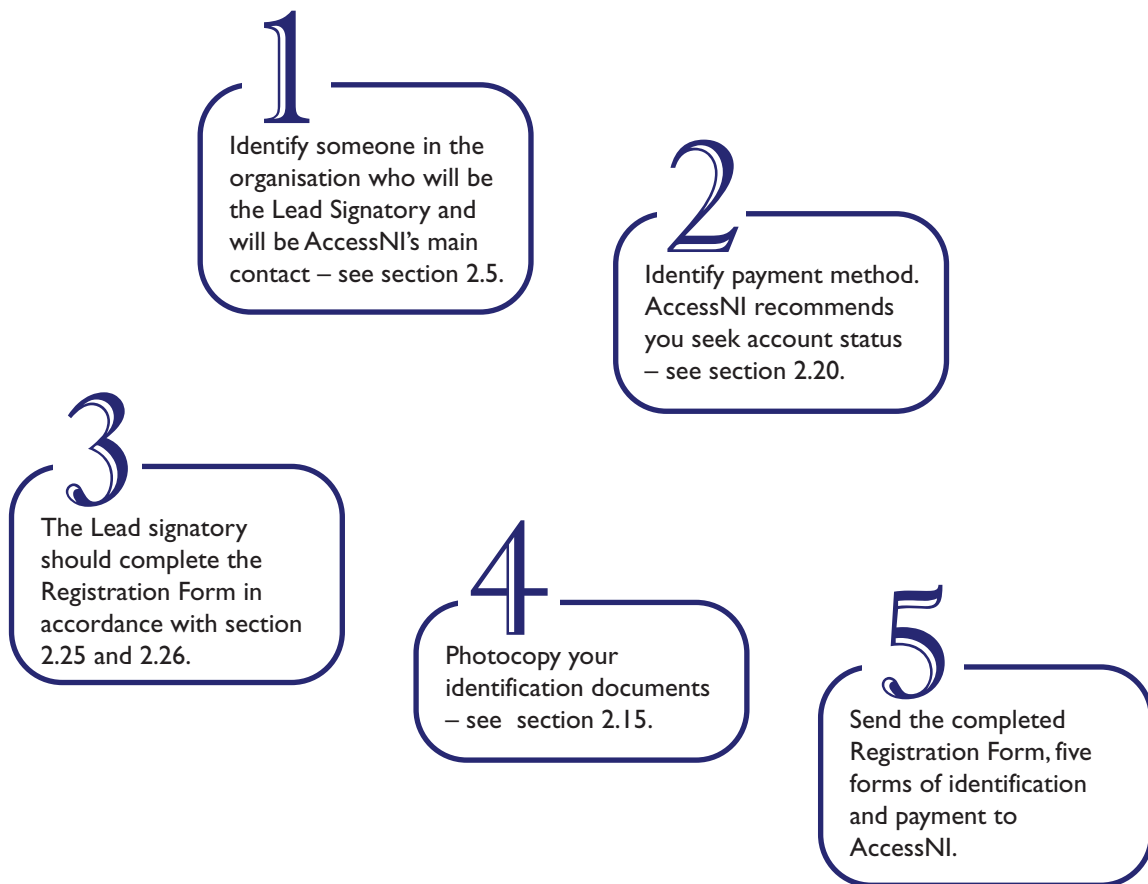 1
Identify someone in the
organisation who will be
the Lead Signatory and
will be AccessNI’s main
contact – see section 2.5.
2
Identify payment method.
AccessNI recommends
you seek account status
– see section 2.20.
3
The Lead signatory
should complete the
Registration Form in
accordance with section
2.25 and 2.26.
4
Photocopy your
identification documents
– see section 2.15.
5
Send the completed
Registration Form, five
forms of identification
and payment to
AccessNI.